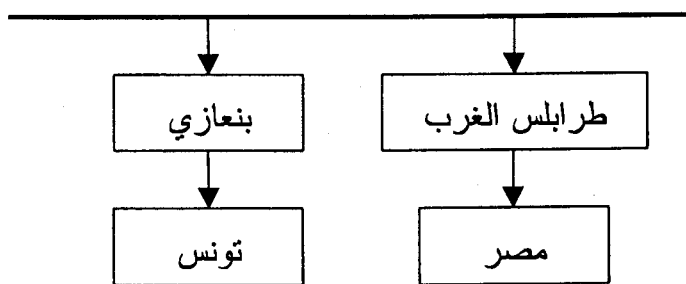 طرابلس الغرب
بنعازي
مصر
تونس